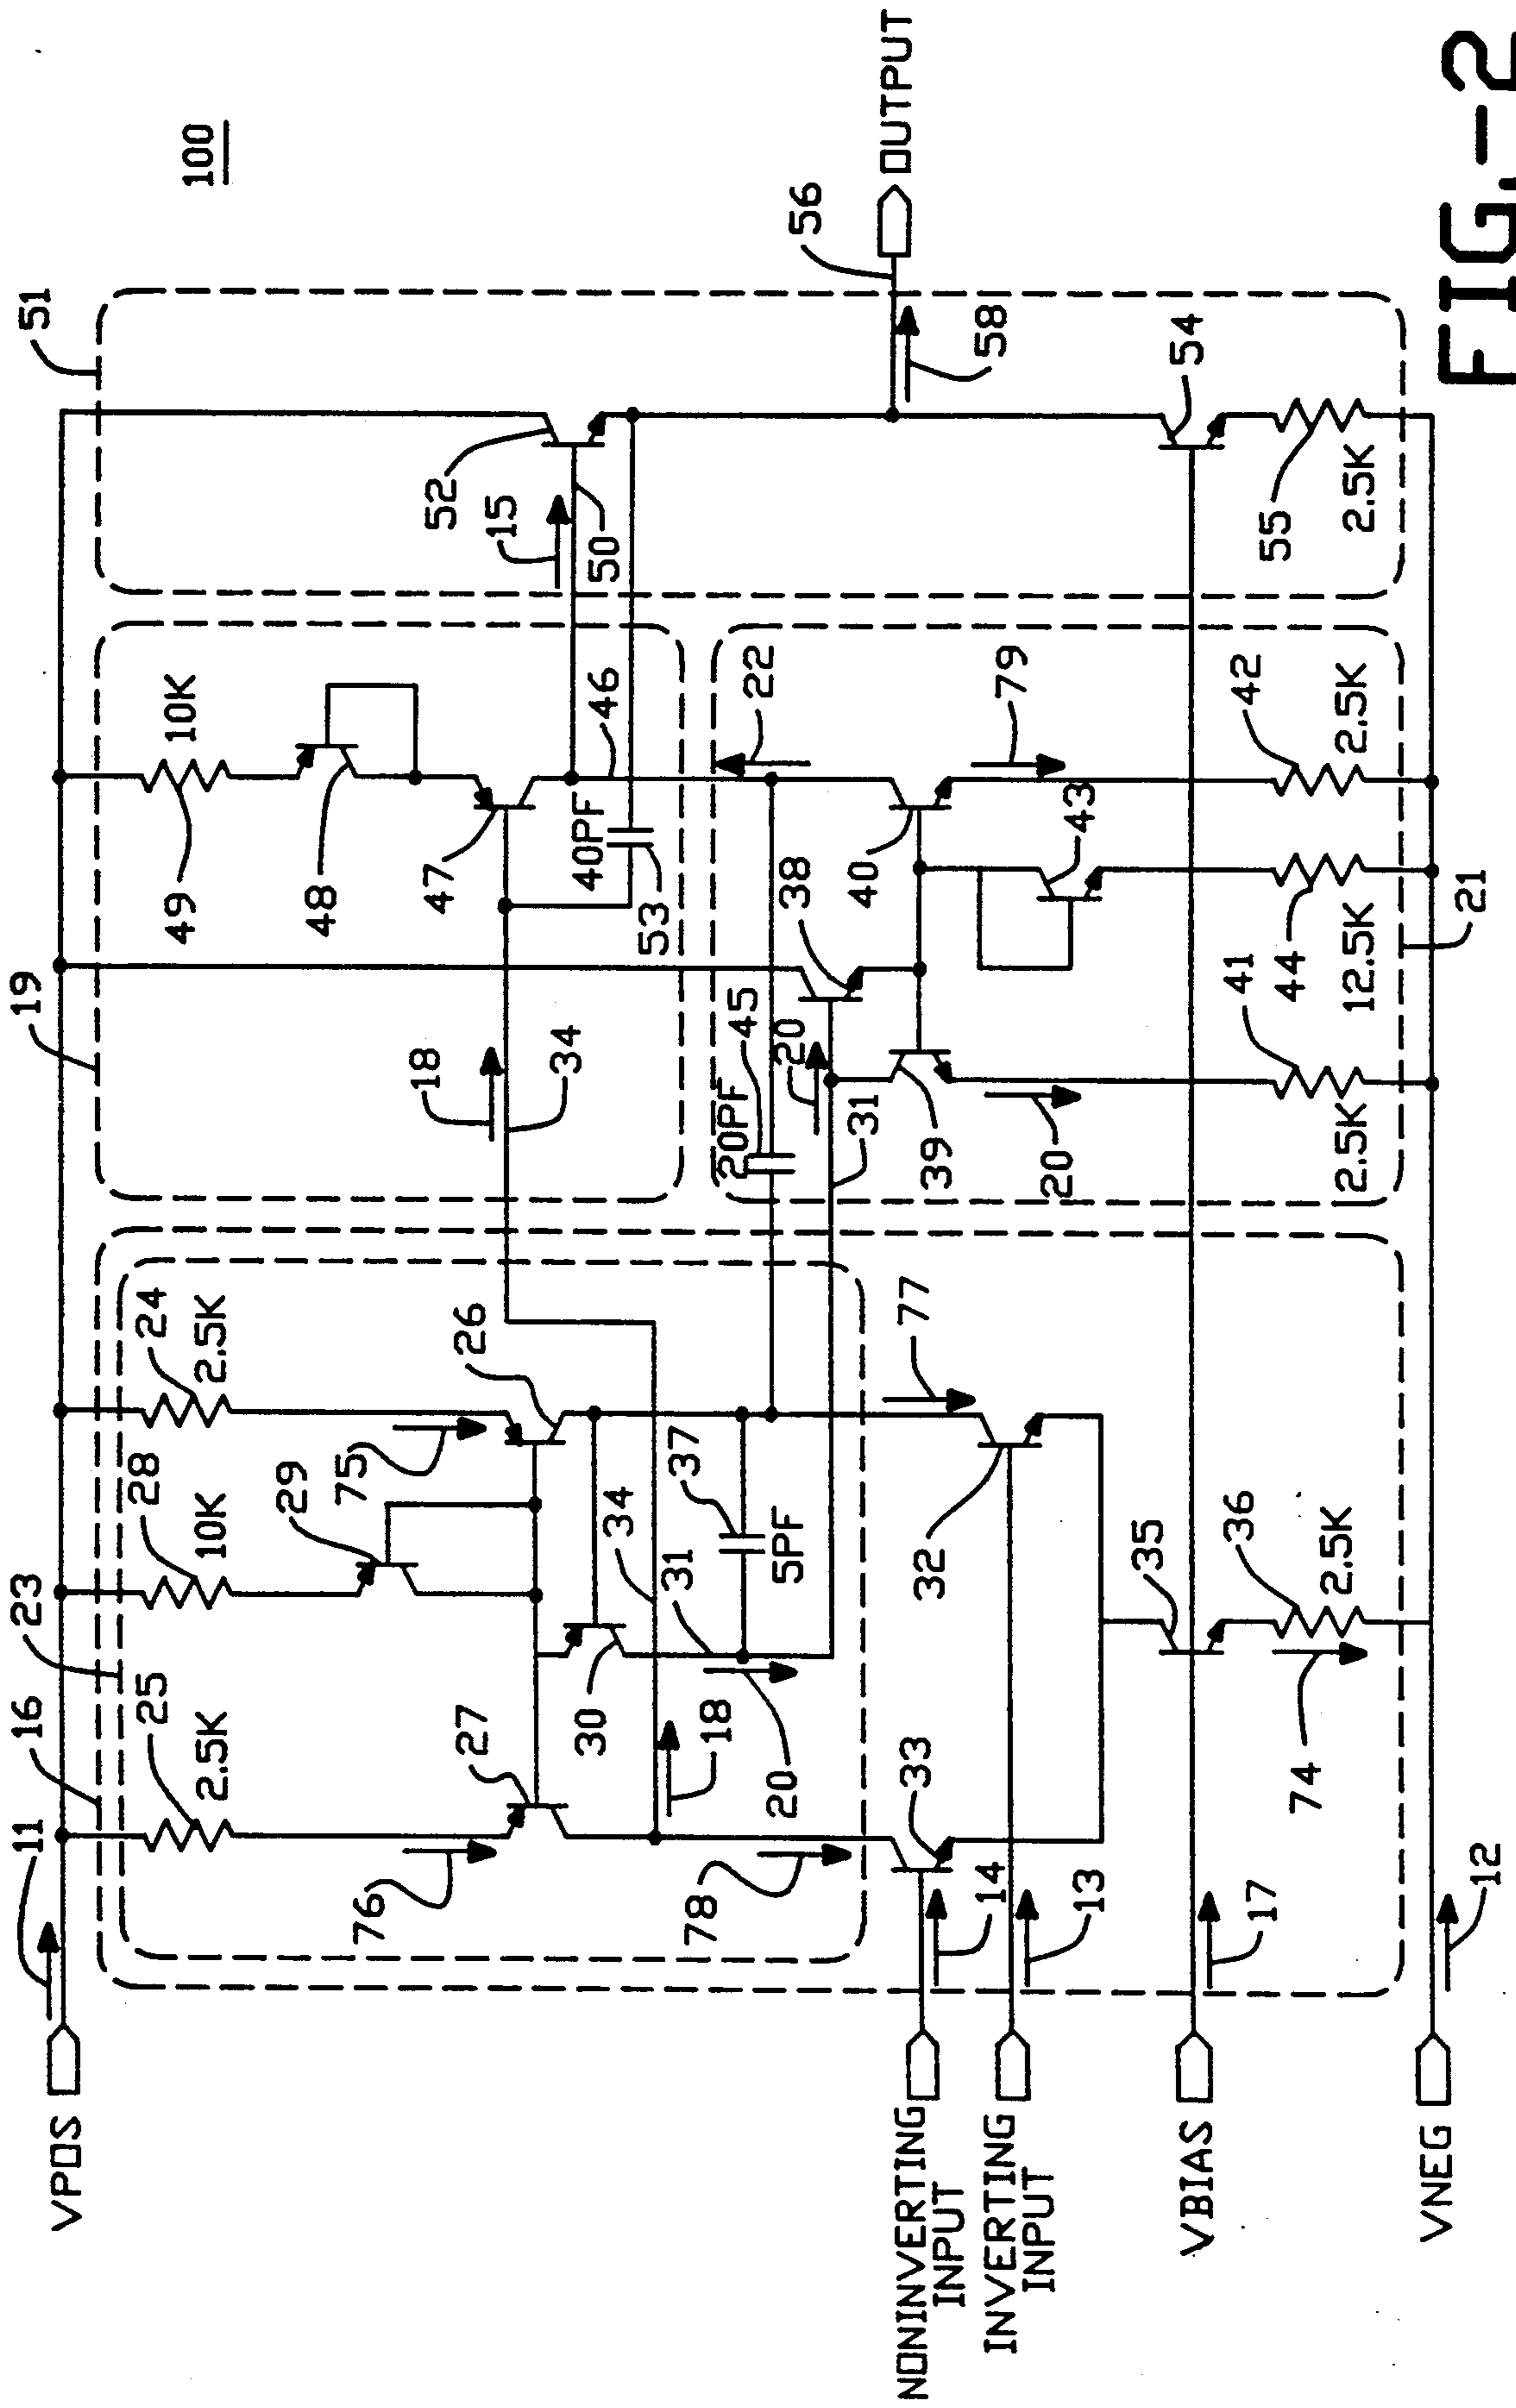 100
VPOS
11
16
23
25
2.5K
28
10K
29
24
2.5K
75
26
27
76
30
34
31
37
5PF
18
20
78
33
77
32
35
36
2.5K
74
NONINVERTING
INPUT
14
INVERTING
INPUT
13
VBIAS
17
VNEG
12
19
49
10K
48
47
18
34
40PF
53
46
20PF
45
20
31
38
22
40
39
20
79
43
41
2.5K
44
12.5K
42
2.5K
21
51
52
15
50
56
OUTPUT
58
54
55
2.5K
FIG.-2